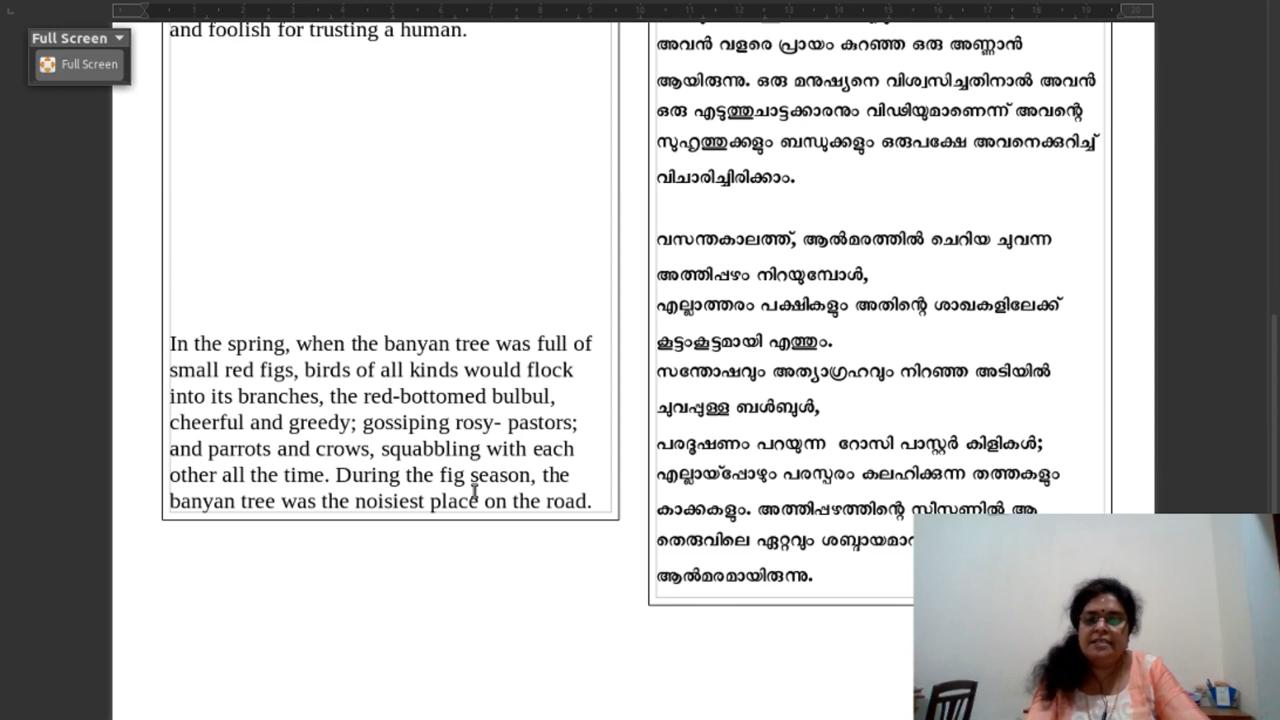 Full Screen
Full Screen
and foolish for trusting a human.
In the spring, when the banyan tree was full of
small red figs, birds of all kinds would flock
into its branches, the red-bottomed bulbul,
cheerful and greedy; gossiping rosy- pastors;
and parrots and crows, squabbling with each
other all the time. During the fig season, the
banyan tree was the noisiest place on the road.
അവൻ വളരെ പ്രായം കുറഞ്ഞ ഒരു അണ്ണാൻ
ആയിരുന്നു. ഒരു മനുഷ്യനെ വിശ്വസിച്ചതിനാൽ അവൻ
ഒരു എടുത്തുചാട്ടക്കാരനും വിഢിയുമാണെന്ന് അവന്റെ
സുഹൃത്തുക്കളും ബന്ധുക്കളും ഒരുപക്ഷേ അവനെക്കുറിച്ച്
വിചാരിച്ചിരിക്കാം.
വസന്തകാലത്ത്, ആൽമരത്തിൽ ചെറിയ ചുവന്ന
അത്തിപ്പഴം നിറയുമ്പോൾ,
എല്ലാത്തരം പക്ഷികളും അതിന്റെ ശാഖകളിലേക്ക്
കൂട്ടംകൂട്ടമായി എത്തും.
സന്തോഷവും അത്യാഗ്രഹവും നിറഞ്ഞ അടിയിൽ
ചുവപ്പുള്ള ബൾബുൾ,
പരദൂഷണം പറയുന്ന റോസി പാസ്റ്റർ കിളികൾ;
എല്ലായ്പ്പോഴും പരസ്പരം കലഹിക്കുന്ന തത്തകളും
കാക്കകളും. അത്തിപ്പഴത്തിന്റെ സീസണിൽ ആ
തെരുവിലെ ഏറ്റവും
ആൽമരമായിരുന്നു.